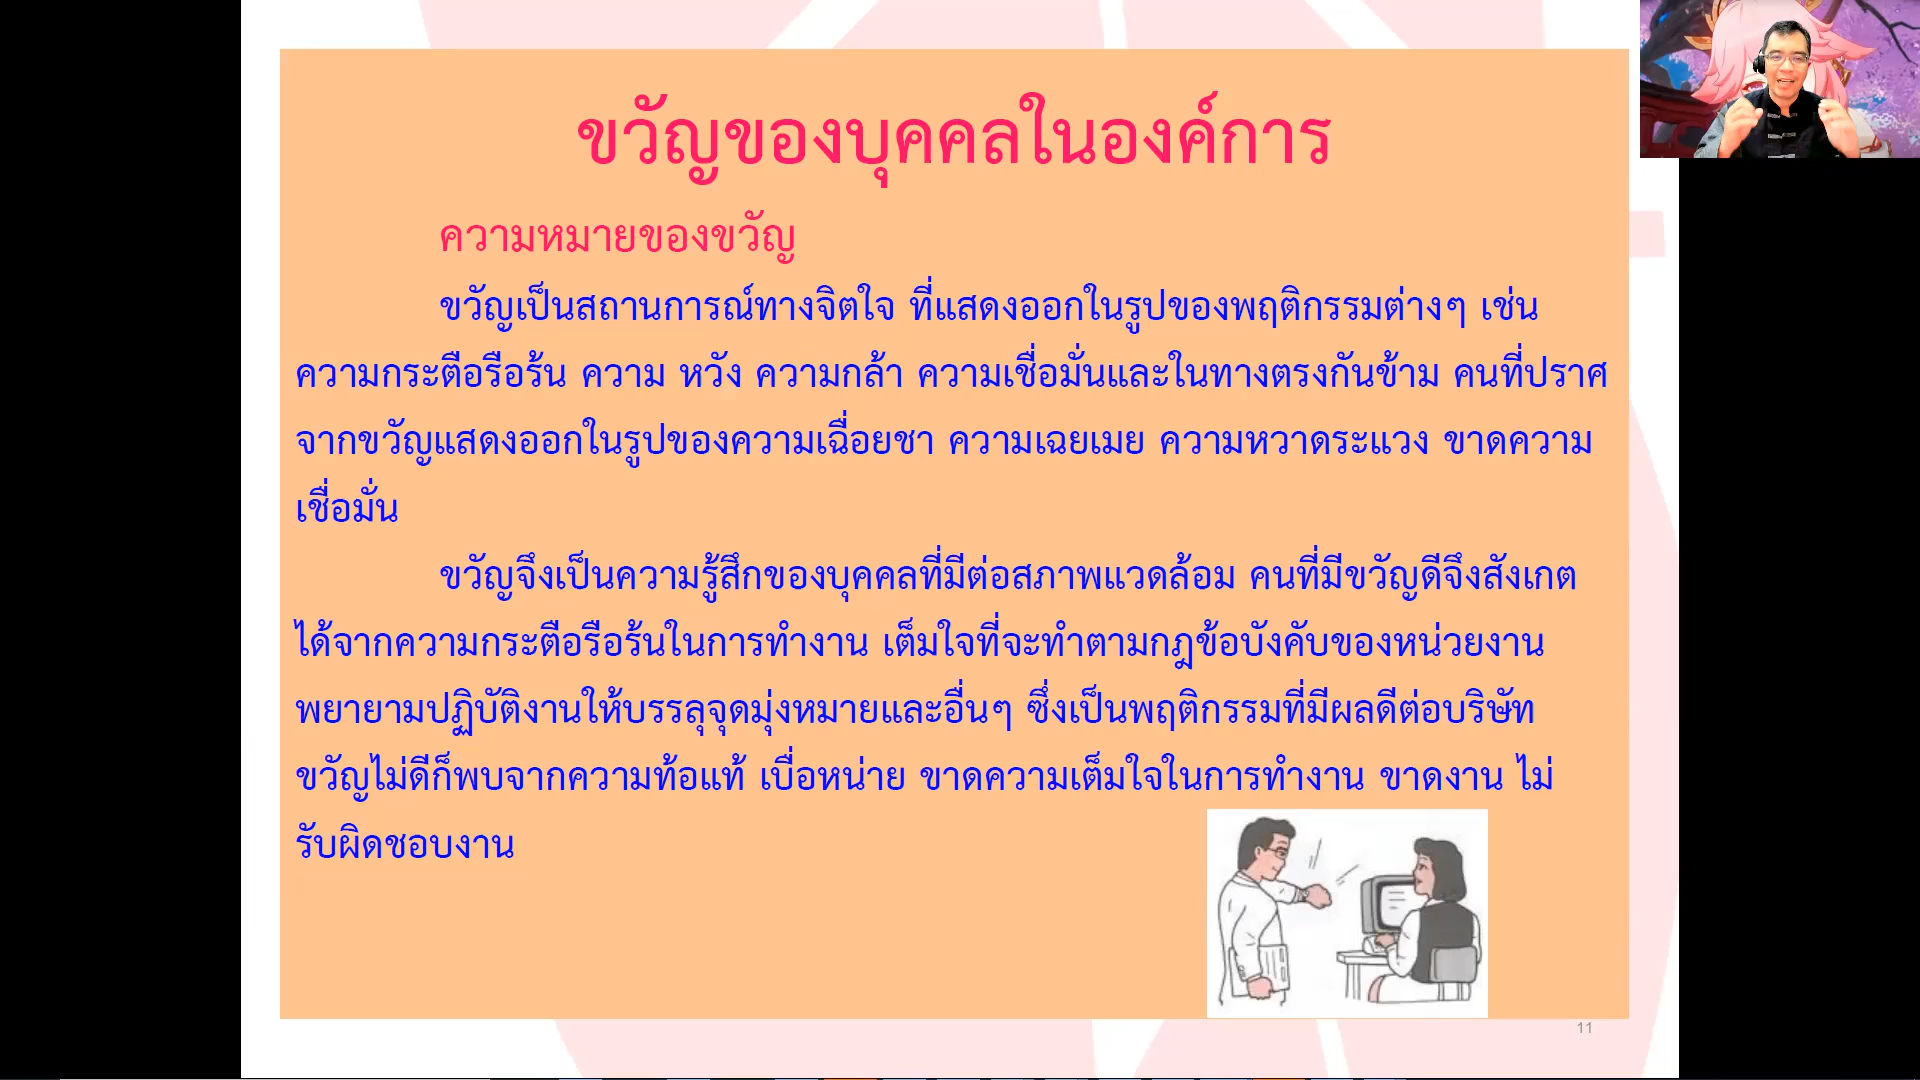 ขวัญของบุคคลในองค์การ
ความหมายของขวัญ
ขวัญเป็นสถานการณ์ทางจิตใจ ที่แสดงออกในรูปของพฤติกรรมต่างๆ เช่น
ความกระตือรือร้น ความ หวัง ความกล้า ความเชื่อมั่นและในทางตรงกันข้าม คนที่ปราศ
จากขวัญแสดงออกในรูปของความเฉื่อยชา ความเฉยเมย ความหวาดระแวง ขาดความ
เชื่อมั่น
ขวัญจึงเป็นความรู้สึกของบุคคลที่มีต่อสภาพแวดล้อม คนที่มีขวัญดีจึงสังเกต
ได้จากความกระตือรือร้นในการทำงาน เต็มใจที่จะทำตามกฎข้อบังคับของหน่วยงาน
พยายามปฏิบัติงานให้บรรลุจุดมุ่งหมายและอื่นๆ ซึ่งเป็นพฤติกรรมที่มีผลดีต่อบริษัท
ขวัญไม่ดีก็พบจากความท้อแท้ เบื่อหน่าย ขาดความเต็มใจในการทำงาน ขาดงาน ไม่
รับผิดชอบงาน
11